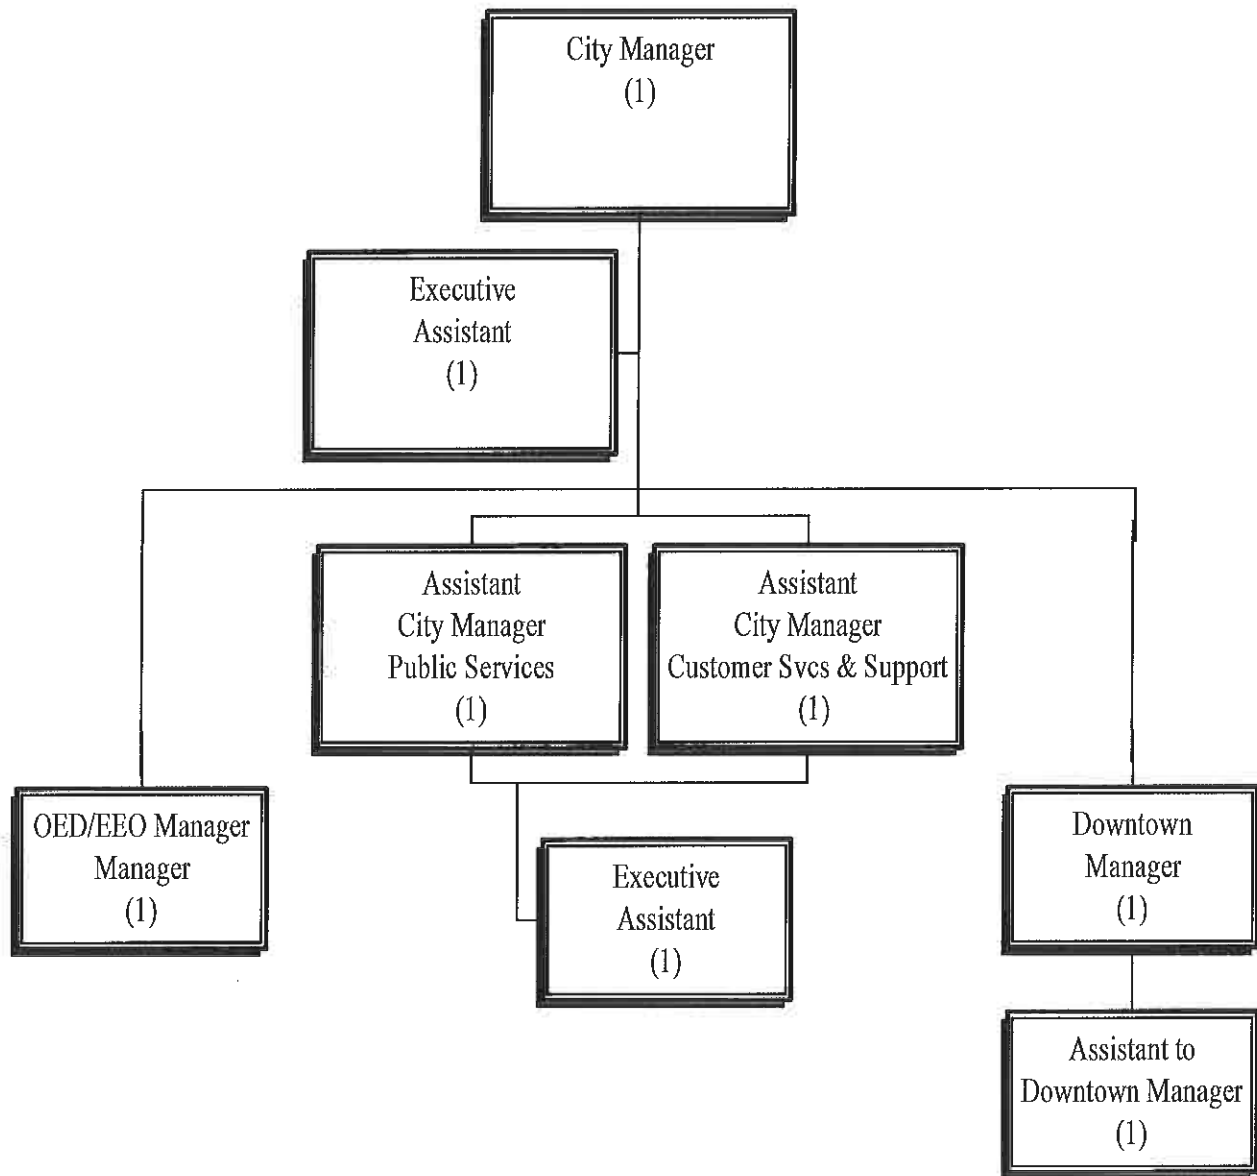 City Manager
(1)
Executive
Assistant
(1)
Assistant
City Manager
Public Services
(1)
Assistant
City Manager
Customer Svcs & Support
(1)
OED/EEO Manager
Manager
(1)
Executive
Assistant
(1)
Downtown
Manager
(1)
Assistant to
Downtown Manager
(1)